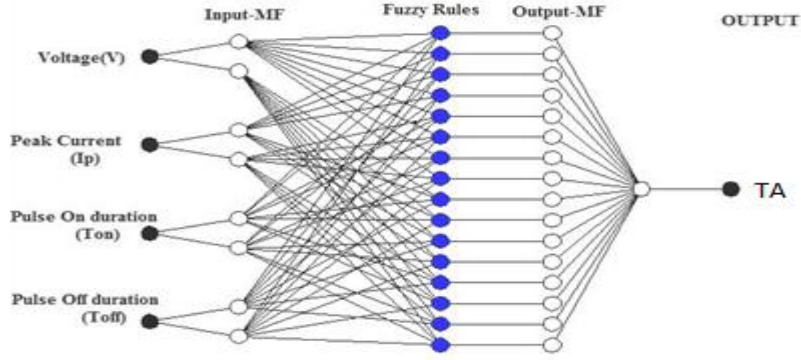 Input-MF
Fuzzy Rules
Output-MF
OUTPUT
Voltage(V)
Peak Current
(Ip)
Pulse On duration
(Ton)
Pulse Off duration
(Toff)
TA